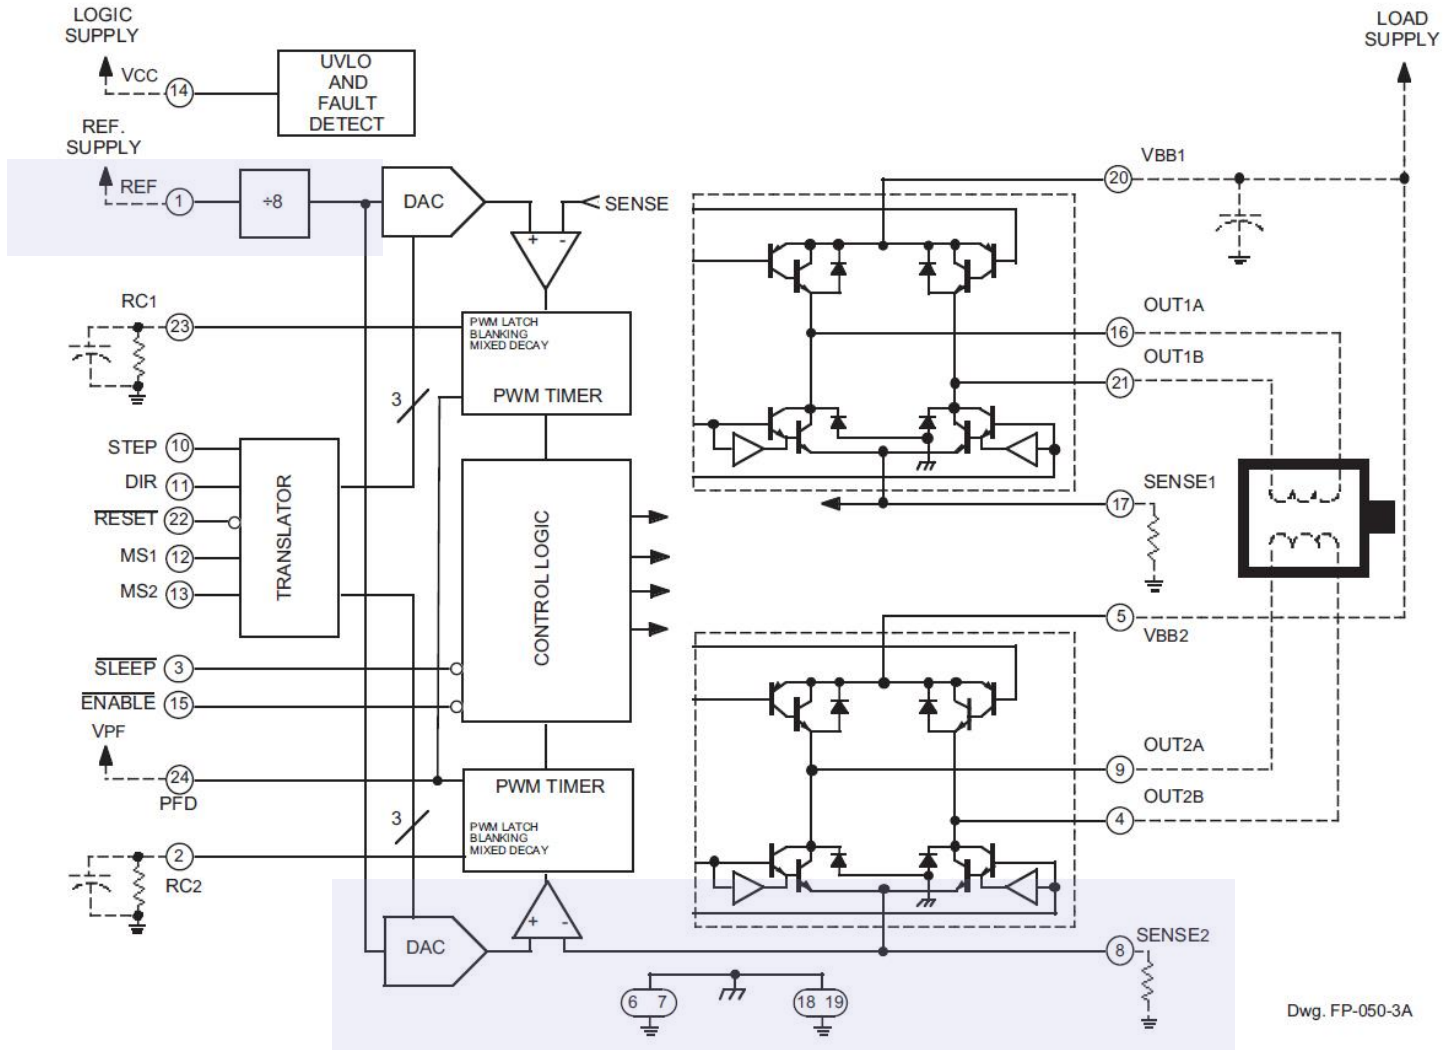 LOGIC
SUPPLY
VCC
14
UVLO
AND
FAULT
DETECT
LOAD
SUPPLY
REF.
SUPPLY
REF
1
÷8
DAC
SENSE
+
-
20
VBB1
RC1
23
PWM LATCH
BLANKING
MIXED DECAY
PWM TIMER
3
OUT1A
16
OUT1B
21
STEP
10
DIR
11
RESET
22
MS1
12
MS2
13
TRANSLATOR
CONTROL LOGIC
SENSE1
17
SLEEP
3
ENABLE
15
5
VBB2
VPF
24
PFD
PWM TIMER
PWM LATCH
BLANKING
MIXED DECAY
3
2
RC2
OUT2A
9
OUT2B
4
DAC
+
-
SENSE2
8
6 7
18 19
Dwg. FP-050-3A